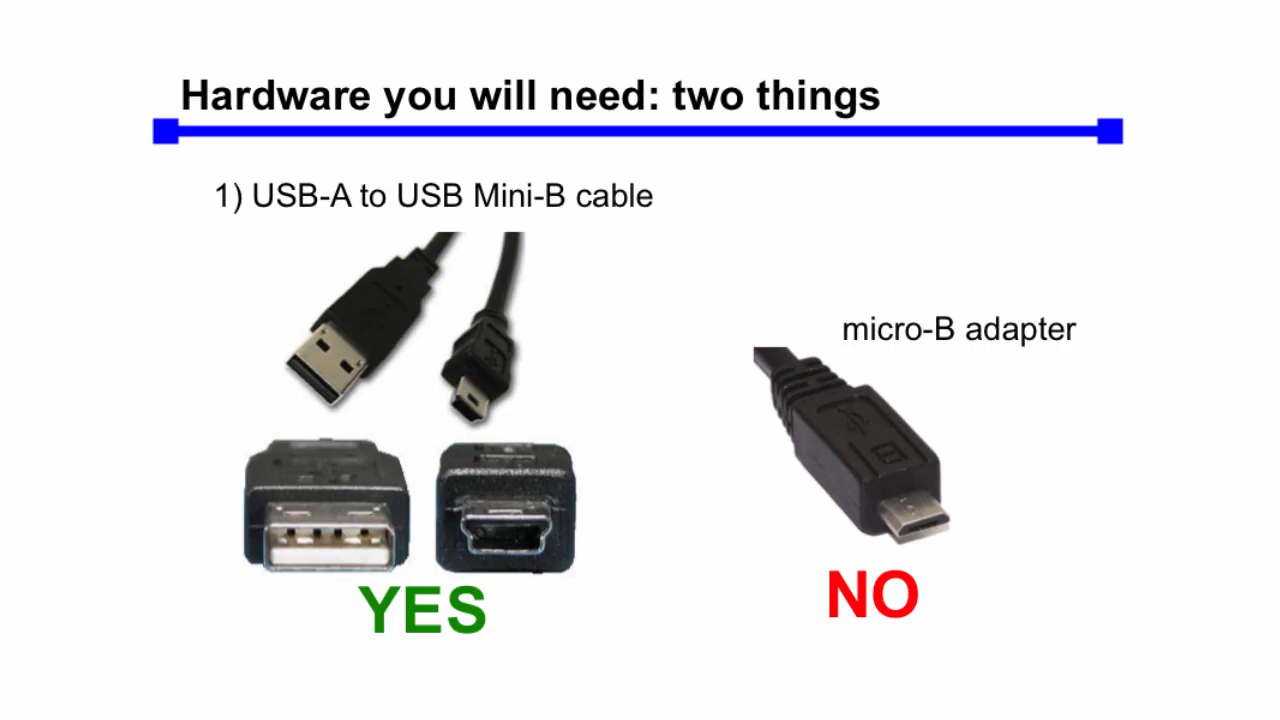 Hardware you will need: two things
1) USB-A to USB Mini-B cable
micro-B adapter
YES
NO